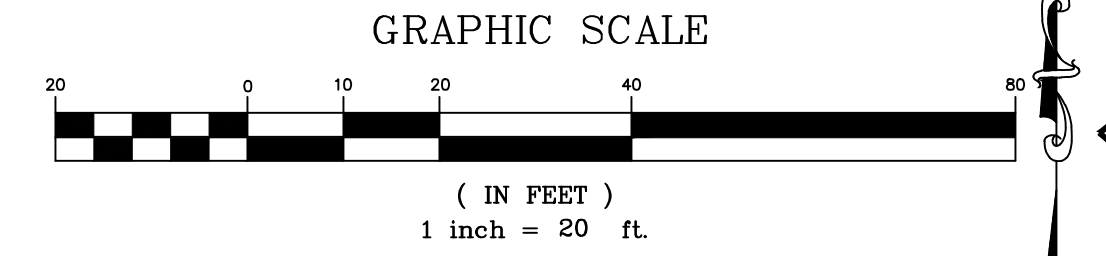 GRAPHIC SCALE
20 0 10 20 40 80
( IN FEET )
1 inch = 20 ft.